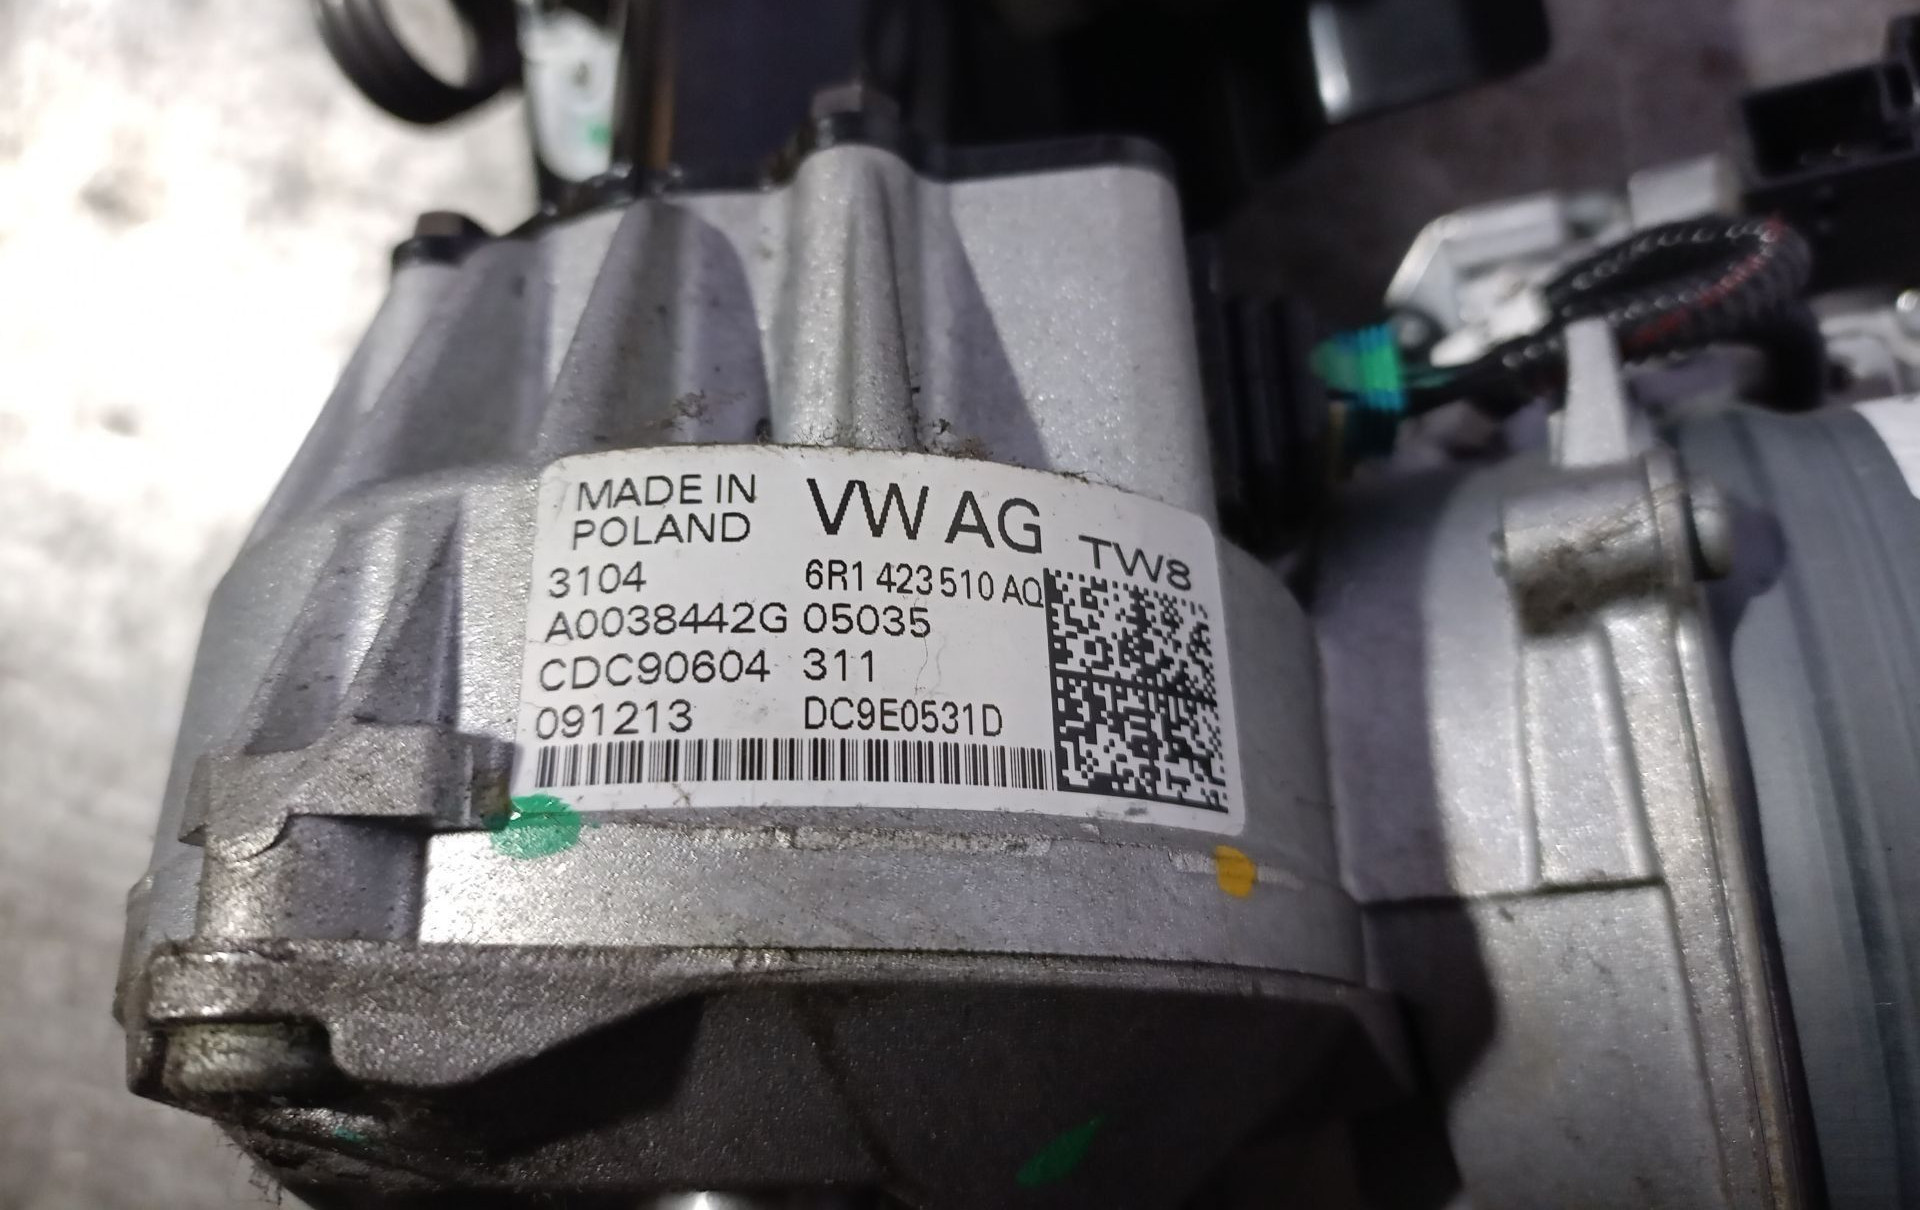 MADE IN
POLAND
VW AG
TW8
3104
6R1 423 510 AQ
A0038442G 05035
CDC90604 311
091213 DC9E0531D